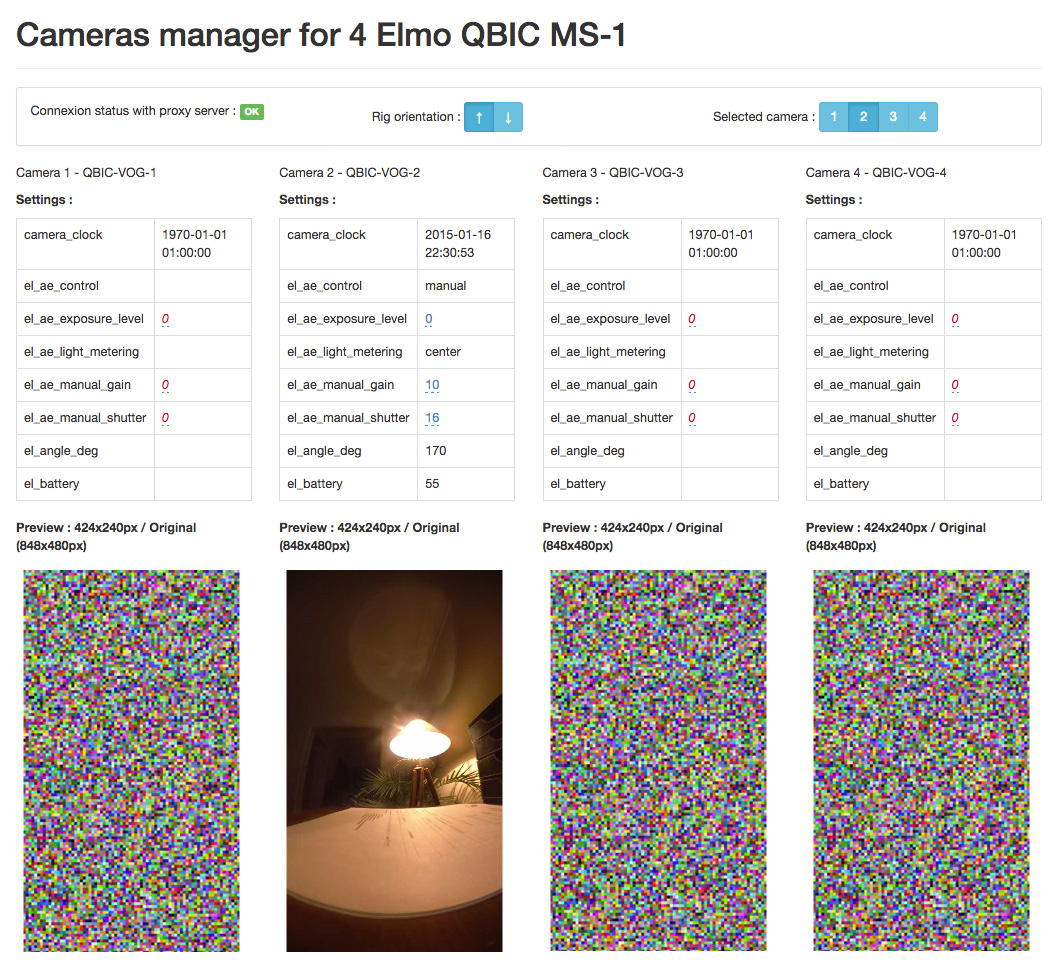 Cameras manager for 4 Elmo QBIC MS-1
Connexion status with proxy server : OK
Rig orientation : ↑ ↓
Selected camera : 1 2 3 4
Camera 1 - QBIC-VOG-1
Settings :
camera_clock 1970-01-01
01:00:00
el_ae_control
el_ae_exposure_level 0
el_ae_light_metering
el_ae_manual_gain 0
el_ae_manual_shutter 0
el_angle_deg
el_battery
Preview : 424x240px / Original
(848x480px)
Camera 2 - QBIC-VOG-2
Settings :
camera_clock 2015-01-16
22:30:53
el_ae_control manual
el_ae_exposure_level 0
el_ae_light_metering center
el_ae_manual_gain 10
el_ae_manual_shutter 16
el_angle_deg 170
el_battery 55
Preview : 424x240px / Original
(848x480px)
Camera 3 - QBIC-VOG-3
Settings :
camera_clock 1970-01-01
01:00:00
el_ae_control
el_ae_exposure_level 0
el_ae_light_metering
el_ae_manual_gain 0
el_ae_manual_shutter 0
el_angle_deg
el_battery
Preview : 424x240px / Original
(848x480px)
Camera 4 - QBIC-VOG-4
Settings :
camera_clock 1970-01-01
01:00:00
el_ae_control
el_ae_exposure_level 0
el_ae_light_metering
el_ae_manual_gain 0
el_ae_manual_shutter 0
el_angle_deg
el_battery
Preview : 424x240px / Original
(848x480px)